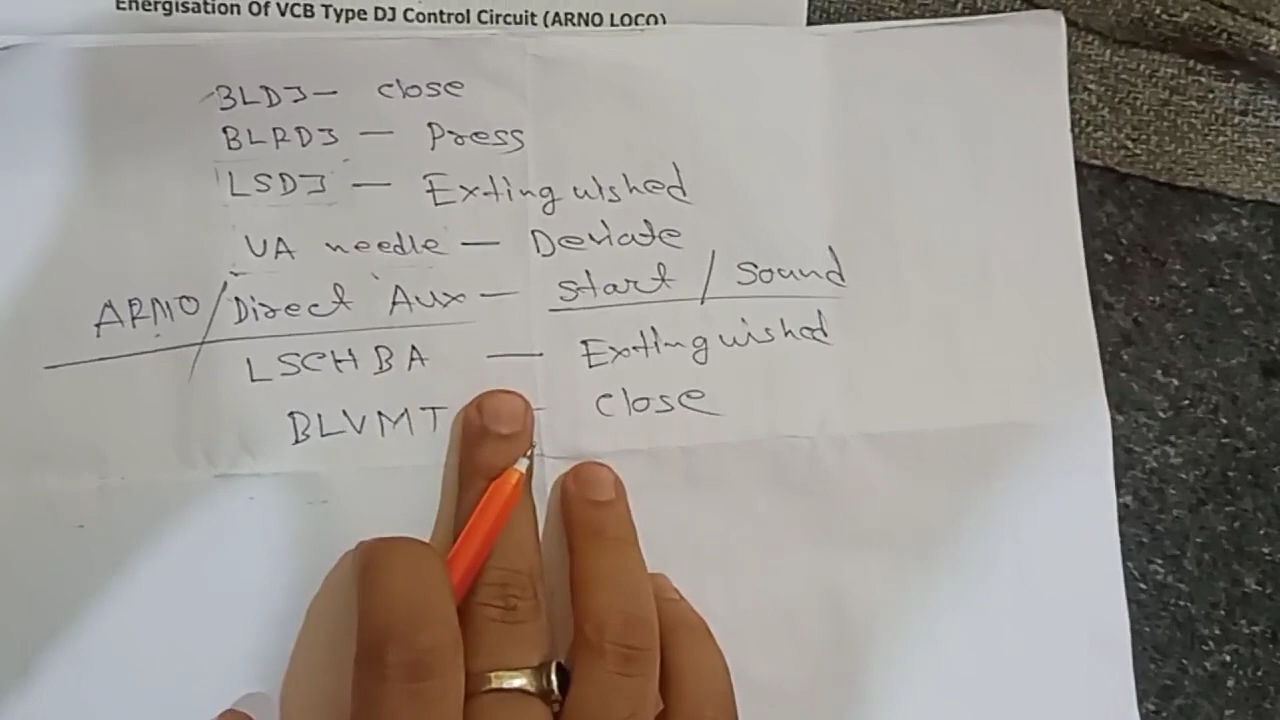 Energisation Of VCB Type DJ Control Circuit (ARNO LOCO)
BLDJ - close
BLRDJ - Press
LSDJ - Extinguished
UA needle - Deviate
ARNO/Direct Aux - start / Sound
LSCHBA - Extinguished
BLVMT - close